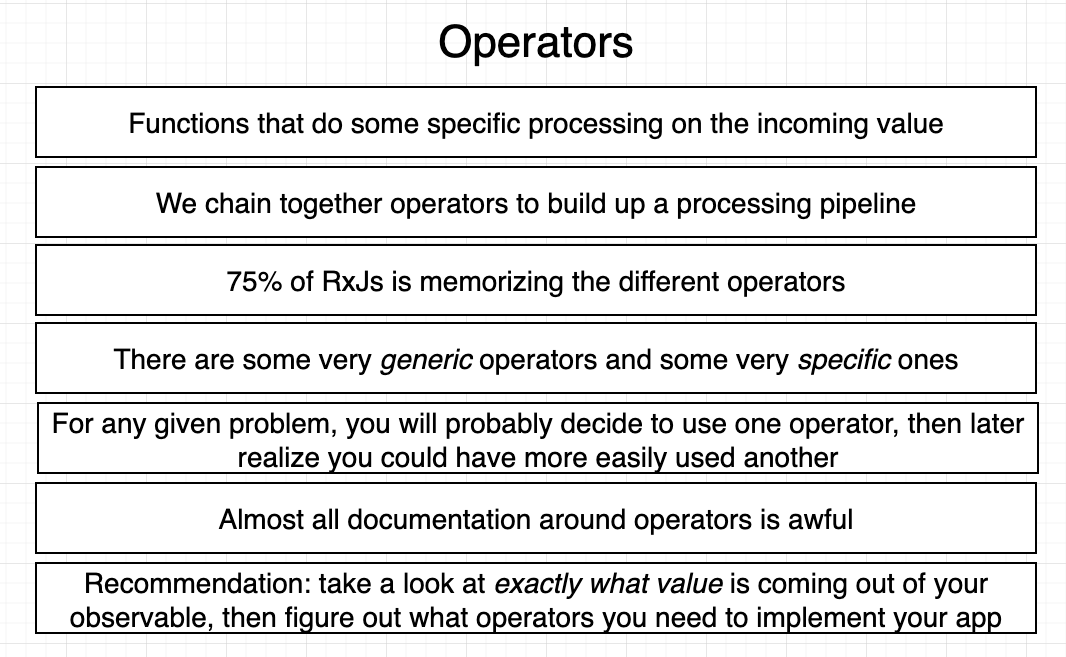 Operators
Functions that do some specific processing on the incoming value
We chain together operators to build up a processing pipeline
75% of RxJs is memorizing the different operators
There are some very generic operators and some very specific ones
For any given problem, you will probably decide to use one operator, then later
realize you could have more easily used another
Almost all documentation around operators is awful
Recommendation: take a look at exactly what value is coming out of your
observable, then figure out what operators you need to implement your app